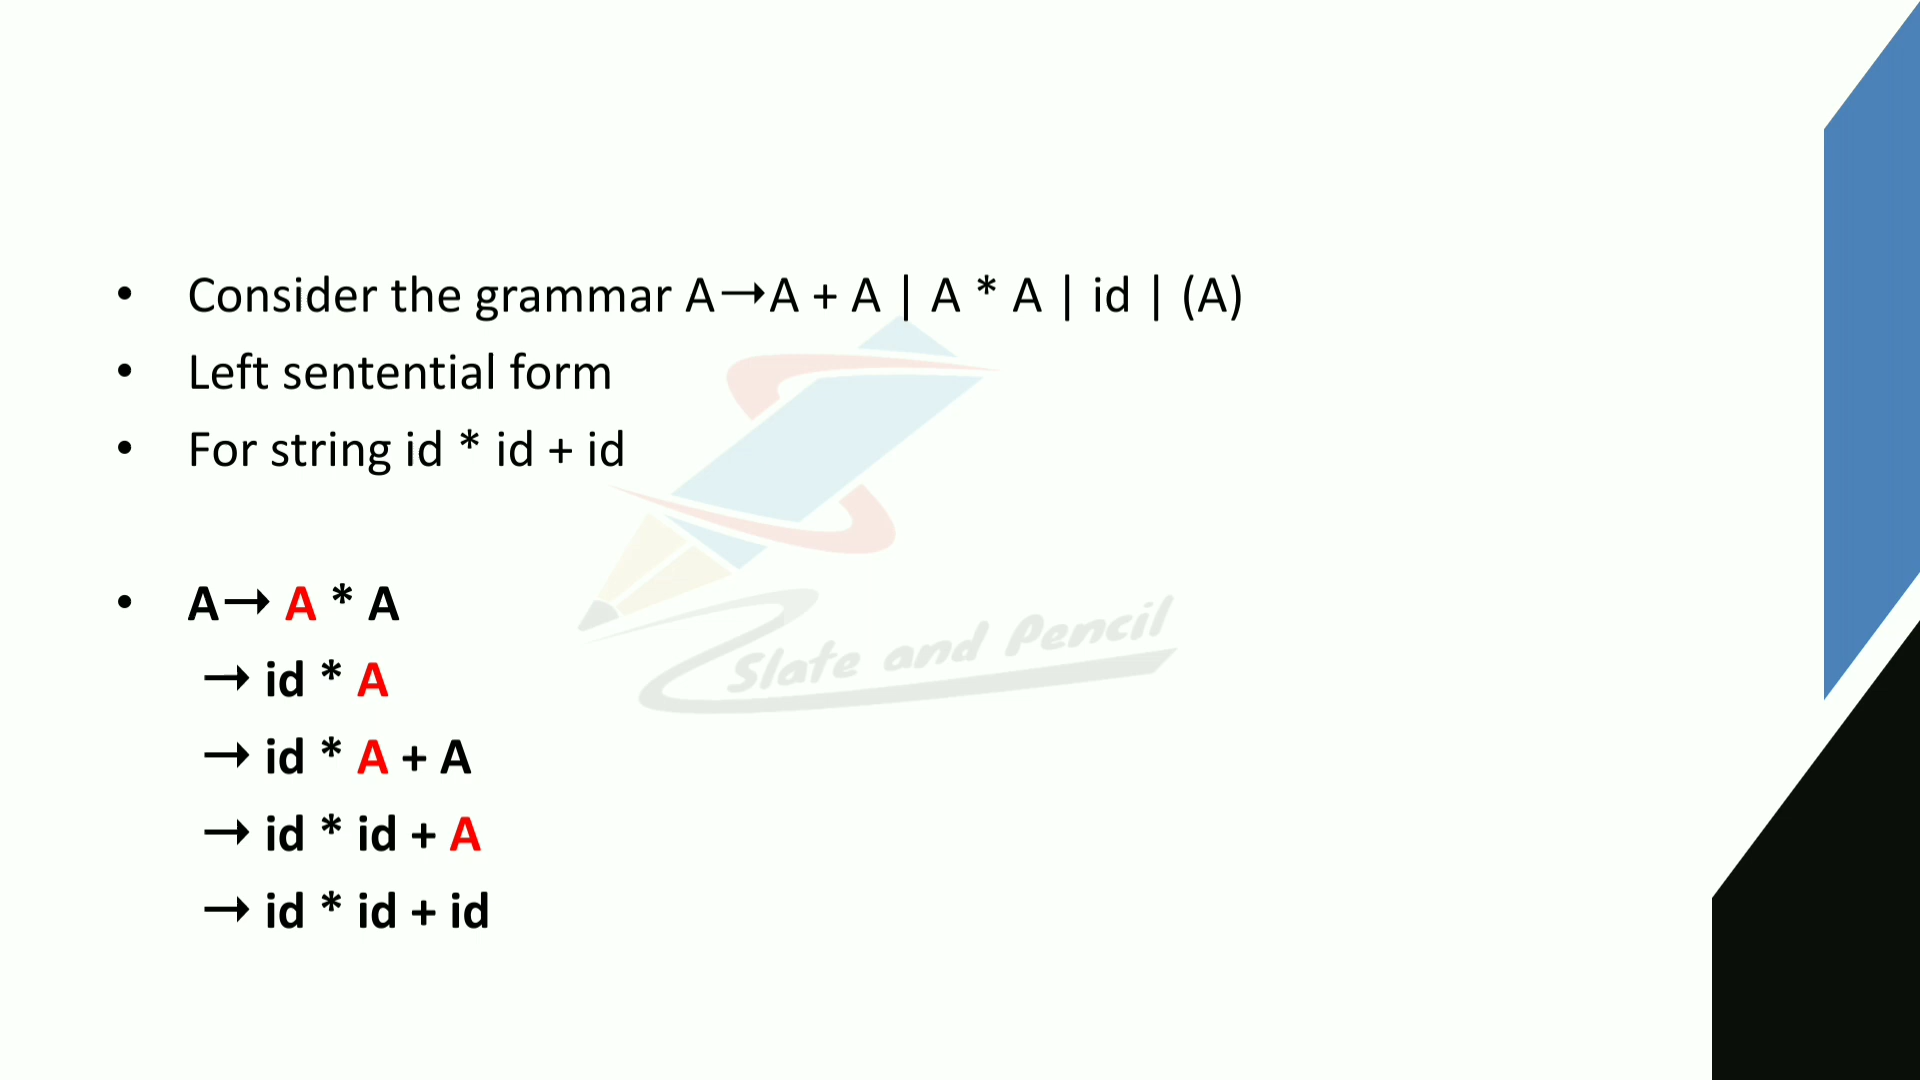 • Consider the grammar A→A + A | A * A | id | (A)
• Left sentential form
• For string id * id + id
• A→ A * A
→ id * A
→ id * A + A
→ id * id + A
→ id * id + id
Slate and Pencil